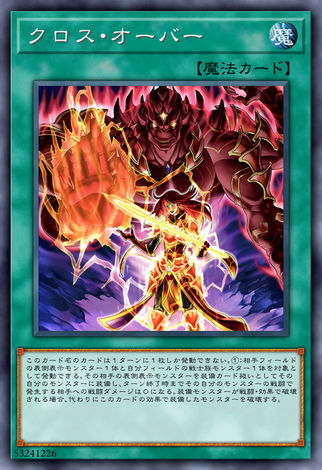 クロス・オーバー
魔
【魔法カード】
このカード名のカードは1ターンに1枚しか発動できない。①:相手フィールド
の表側表示モンスター1体と自分フィールドの戦士族モンスター1体を対象と
して発動できる。その相手の表側表示モンスターを装備カード扱いとしてその
自分のモンスターに装備し、ターン終了時までその自分のモンスターの戦闘で
発生する相手への戦闘ダメージは0になる。装備モンスターが戦闘・効果で破壊
される場合、代わりにこのカードの効果で装備したモンスターを破壊する。
53241226